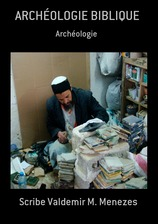 ARCHÉOLOGIE BIBLIQUE
Archéologie
Scribe Valdemir M. Menezes